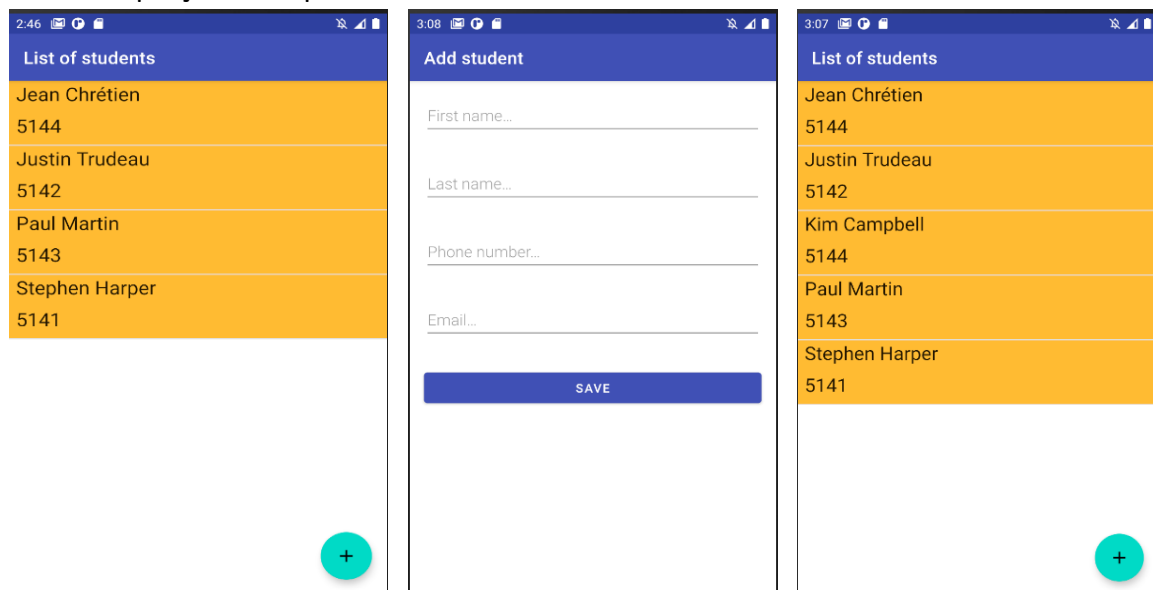 2:46
List of students
Jean Chrétien
5144
Justin Trudeau
5142
Paul Martin
5143
Stephen Harper
5141
+
3:08
Add student
First name...
Last name...
Phone number...
Email...
SAVE
3:07
List of students
Jean Chrétien
5144
Justin Trudeau
5142
Kim Campbell
5144
Paul Martin
5143
Stephen Harper
5141
+